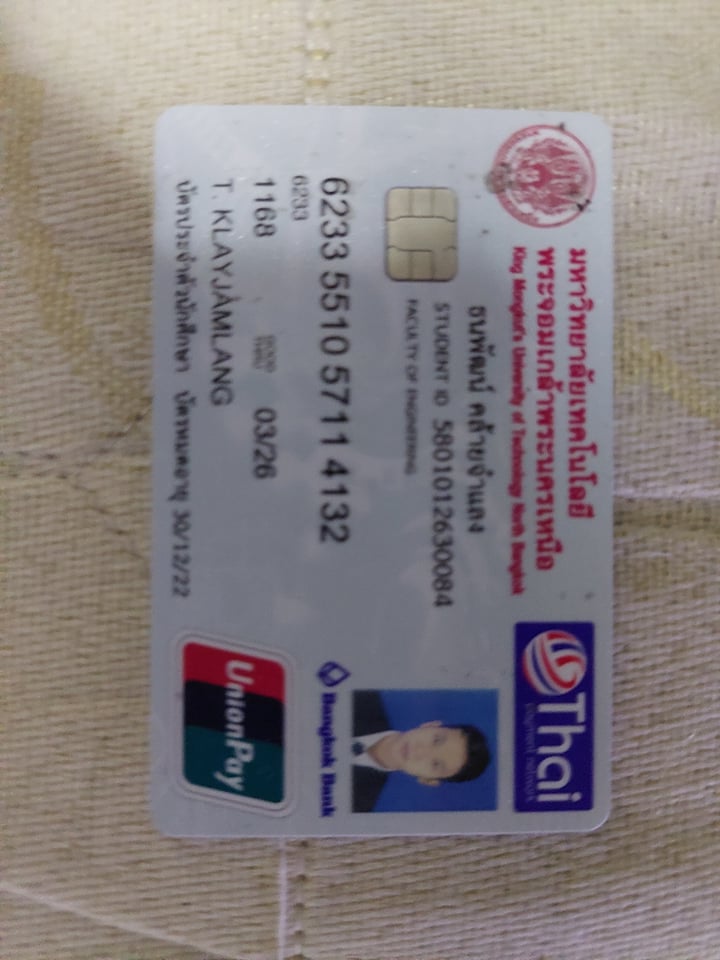 มหาวิทยาลัยเทคโนโลยี
พระจอมเกล้าพระนครเหนือ
King Mongkut's University of Technology North Bangkok
Thai
payment network
ธนพัฒน์ คล้ายจำแลง
STUDENT ID 5801012630084
FACULTY OF ENGINEERING
Bangkok Bank
6233 5510 5711 4132
6233
1168 03/26
T. KLAYJAMLANG
บัตรประจำตัวนักศึกษา บัตรหมดอายุ 30/12/22
UnionPay